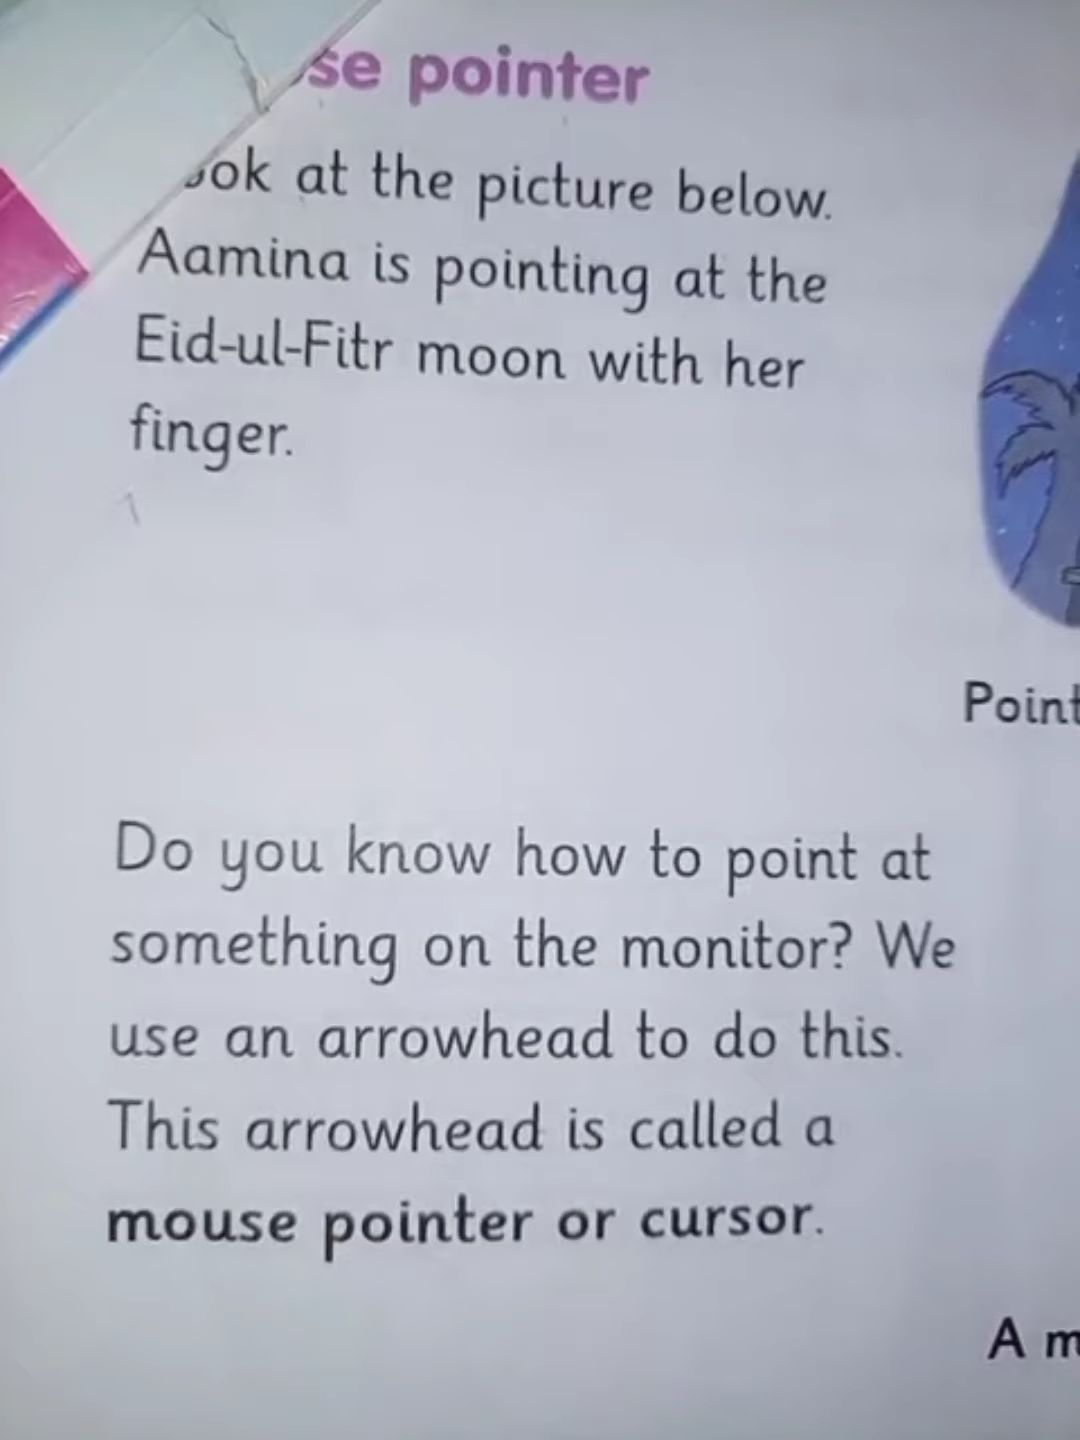 se pointer
ook at the picture below.
Aamina is pointing at the
Eid-ul-Fitr moon with her
finger.
Point
Do you know how to point at
something on the monitor? We
use an arrowhead to do this.
This arrowhead is called a
mouse pointer or cursor.
A m